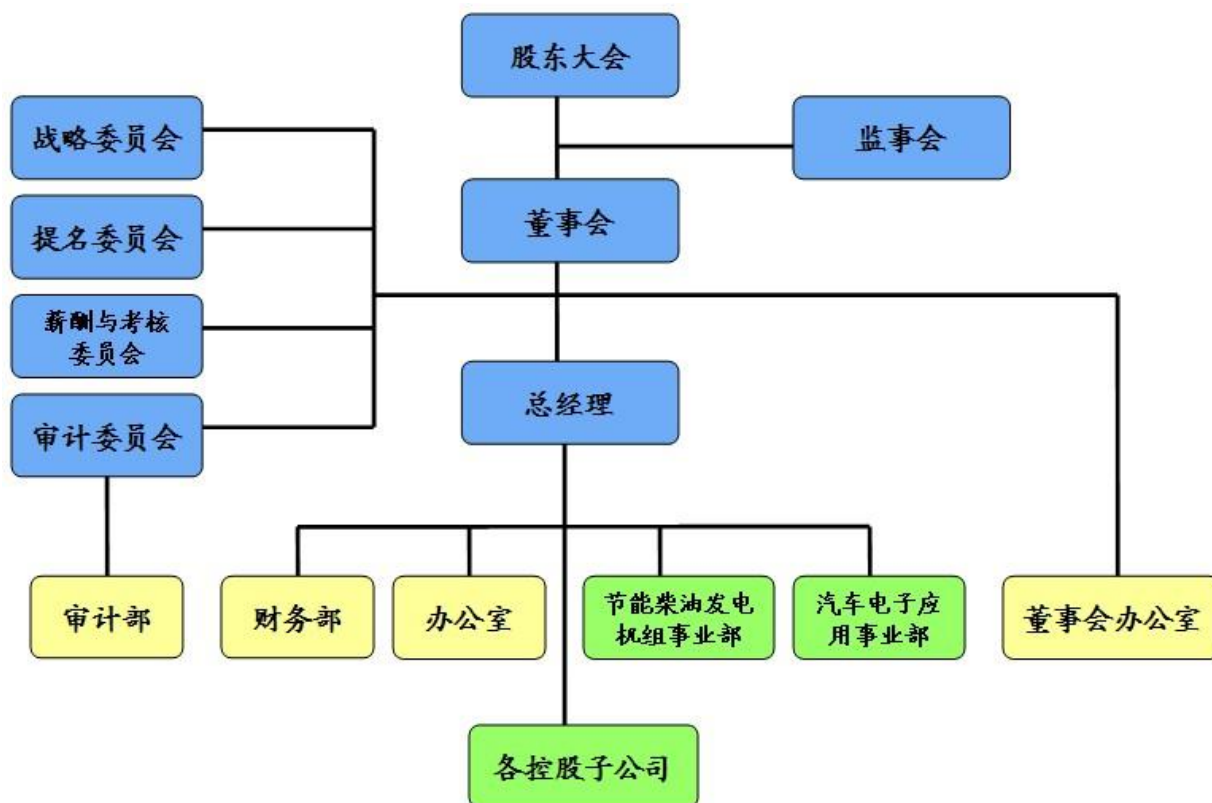 股东大会
战略委员会
监事会
提名委员会
董事会
薪酬与考核
委员会
总经理
审计委员会
审计部
财务部
办公室
节能柴油发电
机组事业部
汽车电子应
用事业部
董事会办公室
各控股子公司